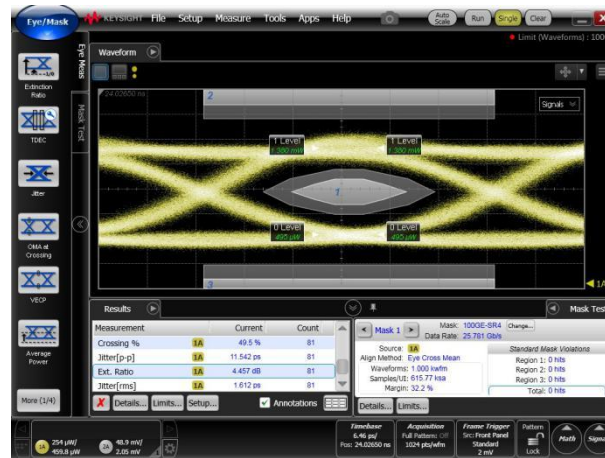 Eye/Mask
KEYSIGHT File Setup Measure Tools Apps Help
Auto Scale
Run
Single
Clear
Limit (Waveforms) : 100
Eye Meas
Mask Test
Waveform
24.02650 ns
Signals
2
1 Level
1.360 mW
1 Level
1.360 mW
1
0 Level
495 µW
0 Level
495 µW
3
1A
Extinction Ratio
TDEC
Jitter
OMA at Crossing
VECP
Average Power
More (1/4)
Results
Measurement Current Count
Crossing % 1A 49.5 % 81
Jitter[p-p] 1A 11.542 ps 81
Ext. Ratio 1A 4.457 dB 81
Jitter[rms] 1A 1.612 ps 81
Details... Limits... Setup... Annotations
Mask Test
Mask 1
Mask: 100GE-SR4 Change...
Data Rate: 25.781 Gb/s
Source: 1A
Align Method: Eye Cross Mean
Waveforms: 1.000 kwfm
Samples/UI: 615.77 ksa
Margin: 32.2 %
Standard Mask Violations
Region 1: 0 hits
Region 2: 0 hits
Region 3: 0 hits
Total: 0 hits
Details... Limits...
1A 254 µW/
459.8 µW
2A 48.9 mV/
2.05 mV
Timebase
6.46 ps/
Pos: 24.02650 ns
Acquisition
Full Pattern: Off
1024 pts/wfm
Frame Trigger
Src: Front Panel
Standard
2 mV
Pattern
Lock
Math
Signal